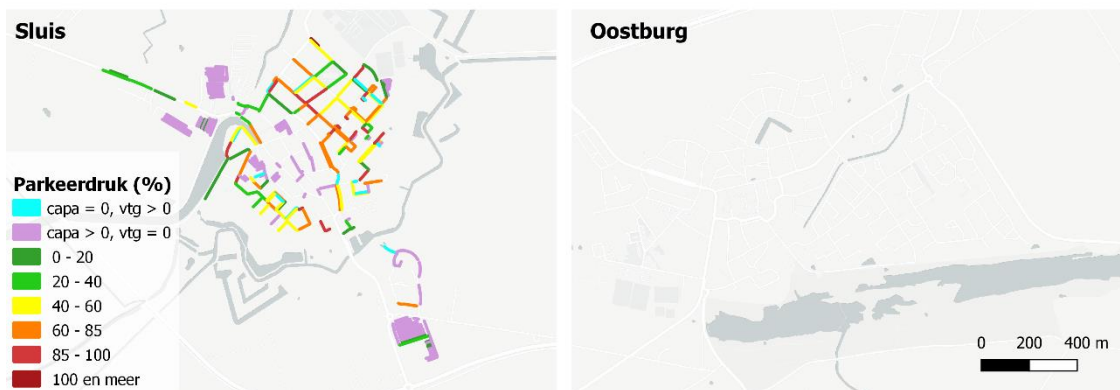 Sluis
Oostburg
Parkeerdruk (%)
capa = 0, vtg > 0
capa > 0, vtg = 0
0 - 20
20 - 40
40 - 60
60 - 85
85 - 100
100 en meer
0 200 400 m